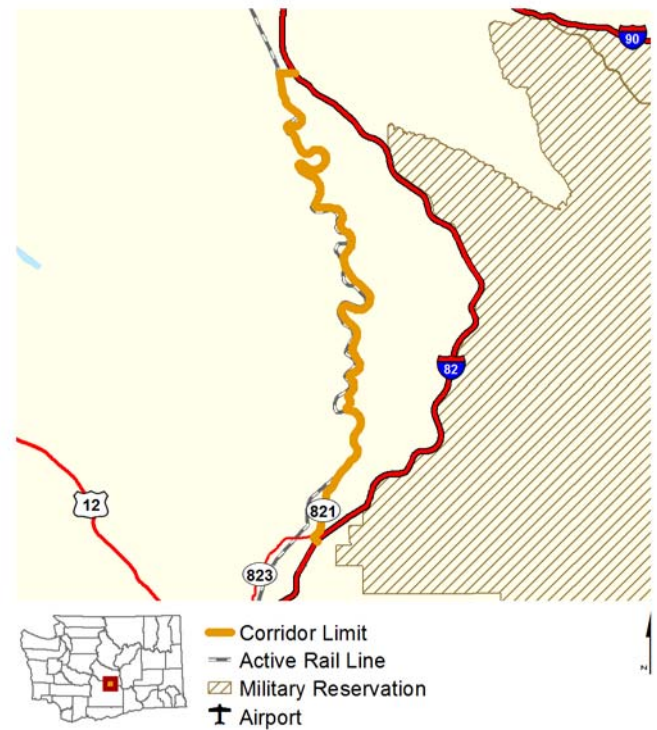 90
82
12
821
823
Corridor Limit
Active Rail Line
Military Reservation
Airport
N